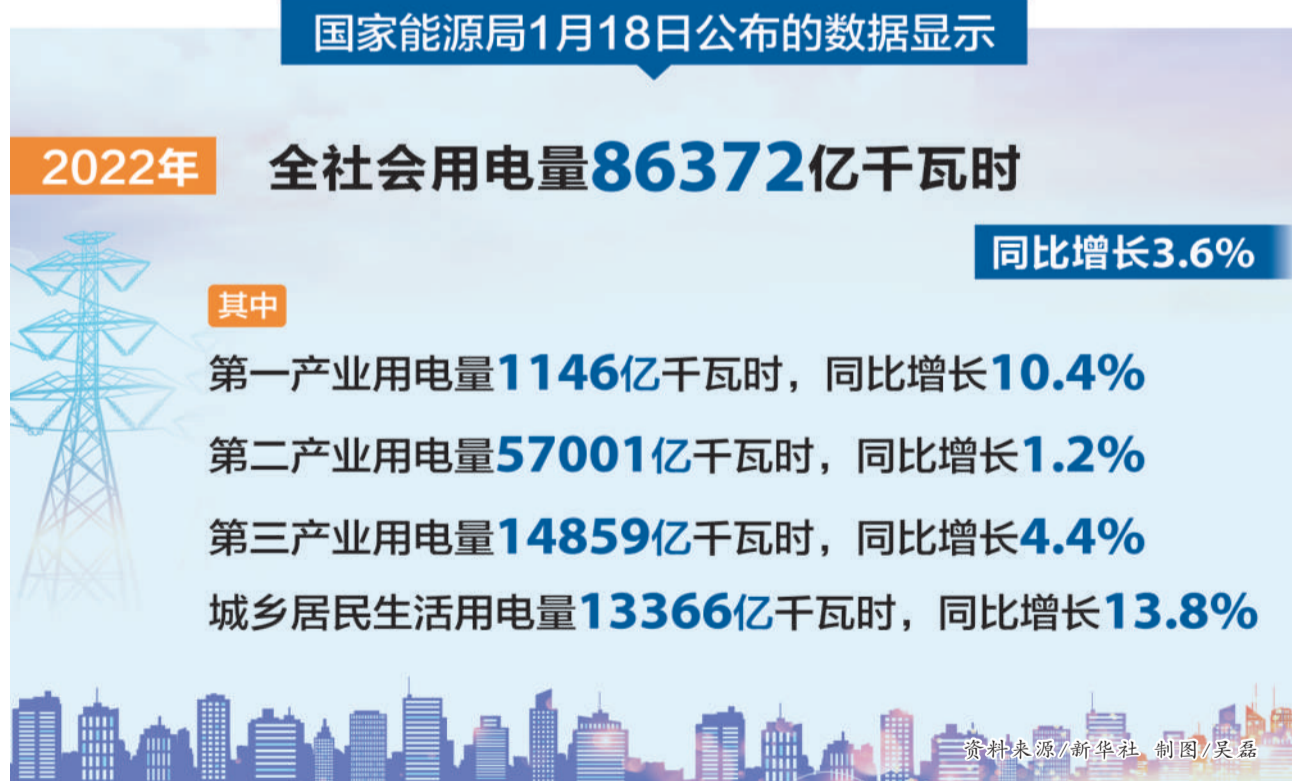 国家能源局1月18日公布的数据显示
2022年 全社会用电量86372亿千瓦时
同比增长3.6%
其中
第一产业用电量1146亿千瓦时，同比增长10.4%
第二产业用电量57001亿千瓦时，同比增长1.2%
第三产业用电量14859亿千瓦时，同比增长4.4%
城乡居民生活用电量13366亿千瓦时，同比增长13.8%
资料来源/新华社 制图/吴磊